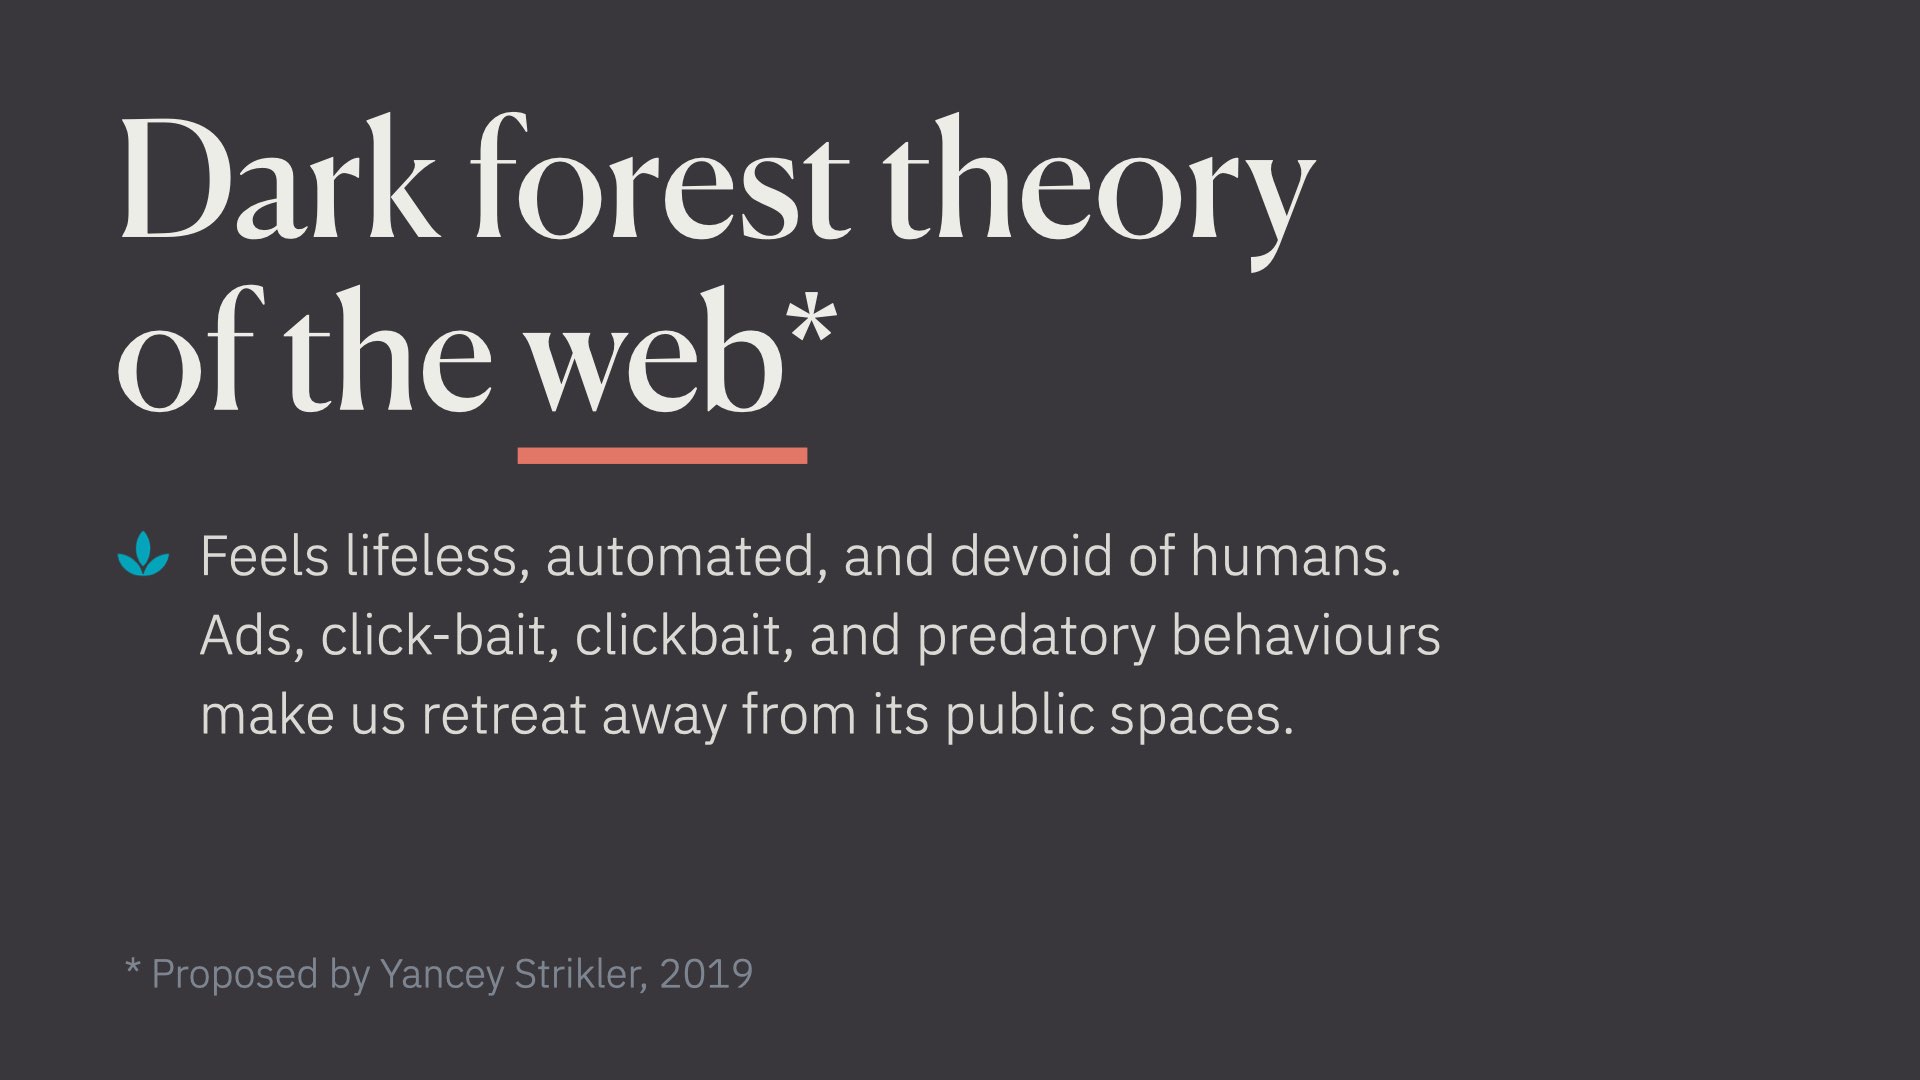 Dark forest theory
of the web*
Feels lifeless, automated, and devoid of humans.
Ads, click-bait, clickbait, and predatory behaviours
make us retreat away from its public spaces.
* Proposed by Yancey Strikler, 2019